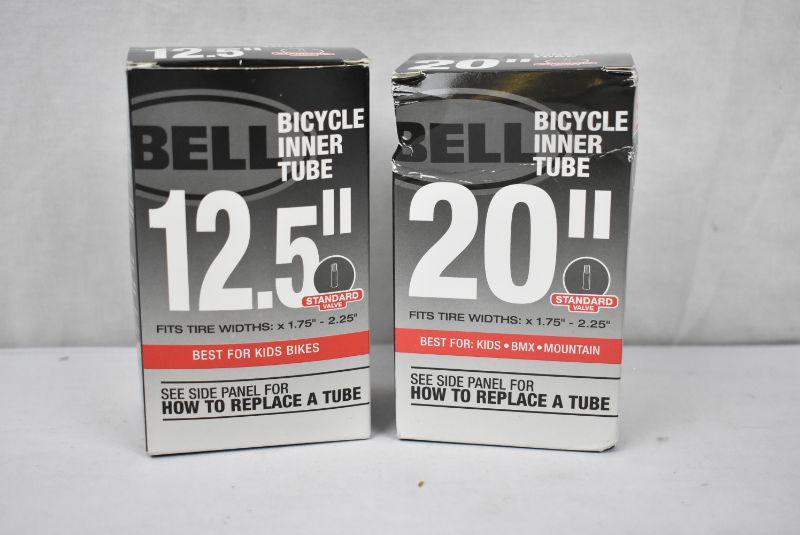 12.5"
BELL
BICYCLE
INNER
TUBE
12.5"
STANDARD
VALVE
FITS TIRE WIDTHS: x 1.75" - 2.25"
BEST FOR KIDS BIKES
SEE SIDE PANEL FOR
HOW TO REPLACE A TUBE
20"
BELL
BICYCLE
INNER
TUBE
20"
STANDARD
VALVE
FITS TIRE WIDTHS: x 1.75" - 2.25"
BEST FOR: KIDS • BMX • MOUNTAIN
SEE SIDE PANEL FOR
HOW TO REPLACE A TUBE